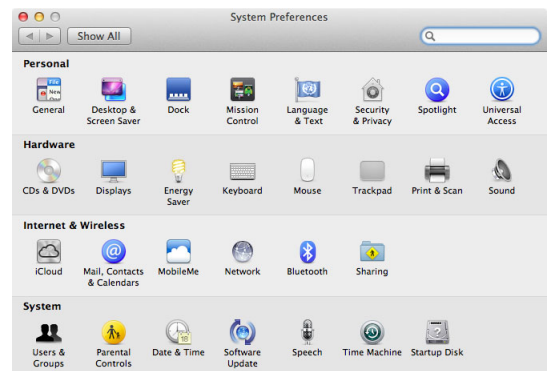 System Preferences
Show All
Personal
General
Desktop &
Screen Saver
Dock
Mission
Control
Language
& Text
Security
& Privacy
Spotlight
Universal
Access
Hardware
CDs & DVDs
Displays
Energy
Saver
Keyboard
Mouse
Trackpad
Print & Scan
Sound
Internet & Wireless
iCloud
Mail, Contacts
& Calendars
MobileMe
Network
Bluetooth
Sharing
System
Users &
Groups
Parental
Controls
Date & Time
Software
Update
Speech
Time Machine
Startup Disk